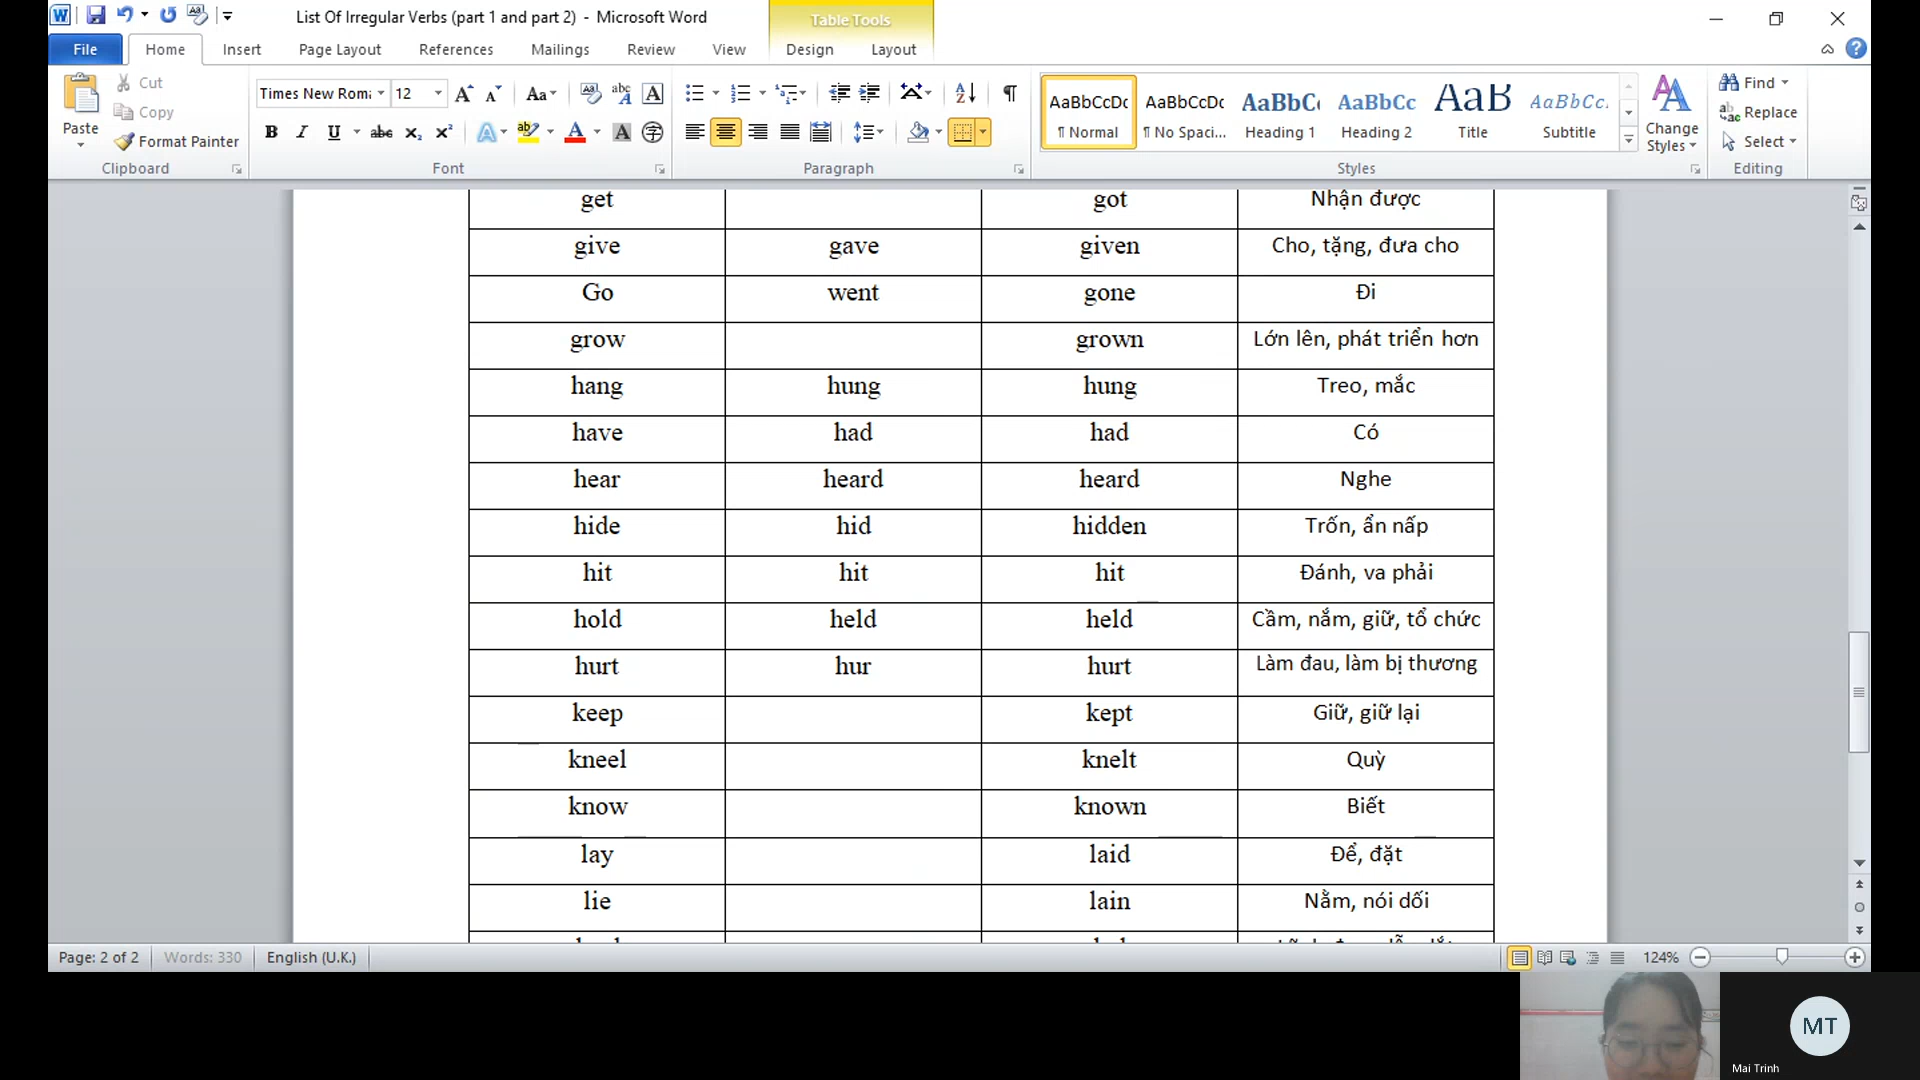 List Of Irregular Verbs (part 1 and part 2) - Microsoft Word
Table Tools
File Home Insert Page Layout References Mailings Review View Design Layout
Paste
Cut
Copy
Format Painter
Clipboard
Times New Roma 12
Font
Paragraph
AaBbCcDc AaBbCcDc AaBbC AaBbCc AaB AaBbCc.
¶ Normal ¶ No Spaci... Heading 1 Heading 2 Title Subtitle
Change Styles
Styles
Find
Replace
Select
Editing
get got Nhận được
give gave given Cho, tặng, đưa cho
Go went gone Đi
grow grown Lớn lên, phát triển hơn
hang hung hung Treo, mắc
have had had Có
hear heard heard Nghe
hide hid hidden Trốn, ẩn nấp
hit hit hit Đánh, va phải
hold held held Cầm, nắm, giữ, tổ chức
hurt hur hurt Làm đau, làm bị thương
keep kept Giữ, giữ lại
kneel knelt Quỳ
know known Biết
lay laid Để, đặt
lie lain Nằm, nói dối
Page: 2 of 2 Words: 330 English (U.K.) 124%
MT
Mai Trinh